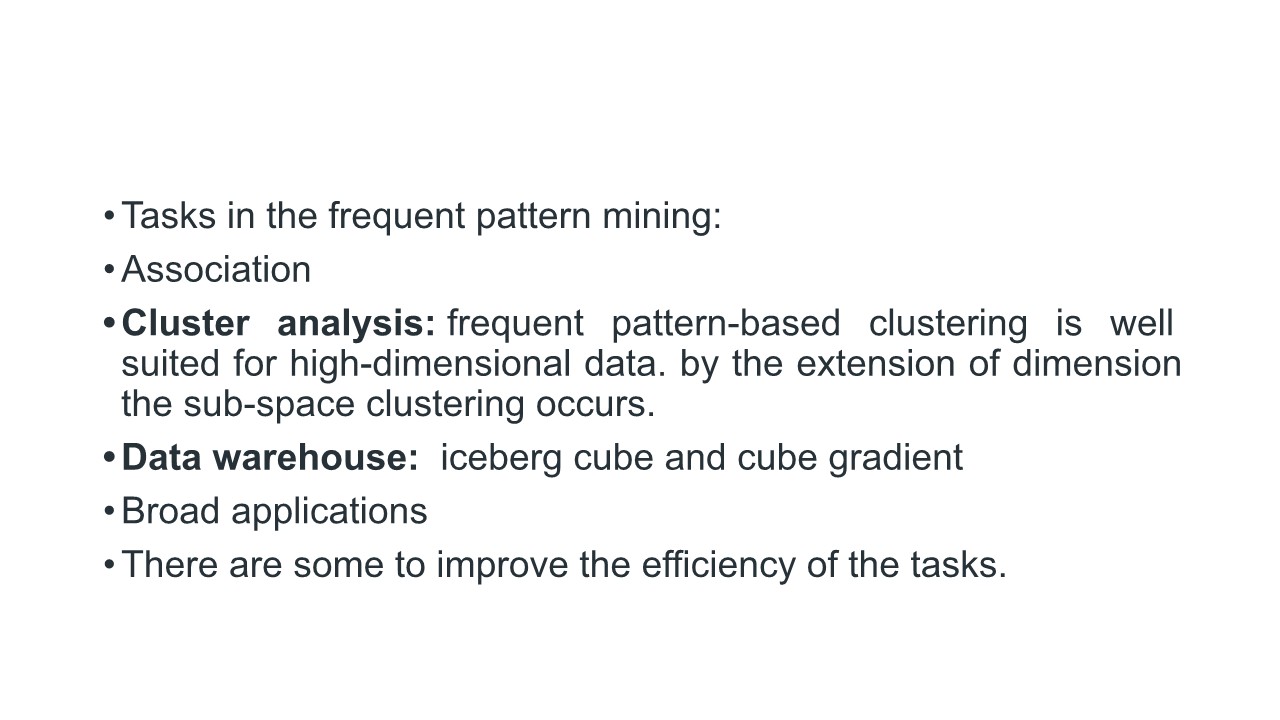 • Tasks in the frequent pattern mining:
• Association
• Cluster analysis: frequent pattern-based clustering is well
suited for high-dimensional data. by the extension of dimension
the sub-space clustering occurs.
• Data warehouse:  iceberg cube and cube gradient
• Broad applications
• There are some to improve the efficiency of the tasks.